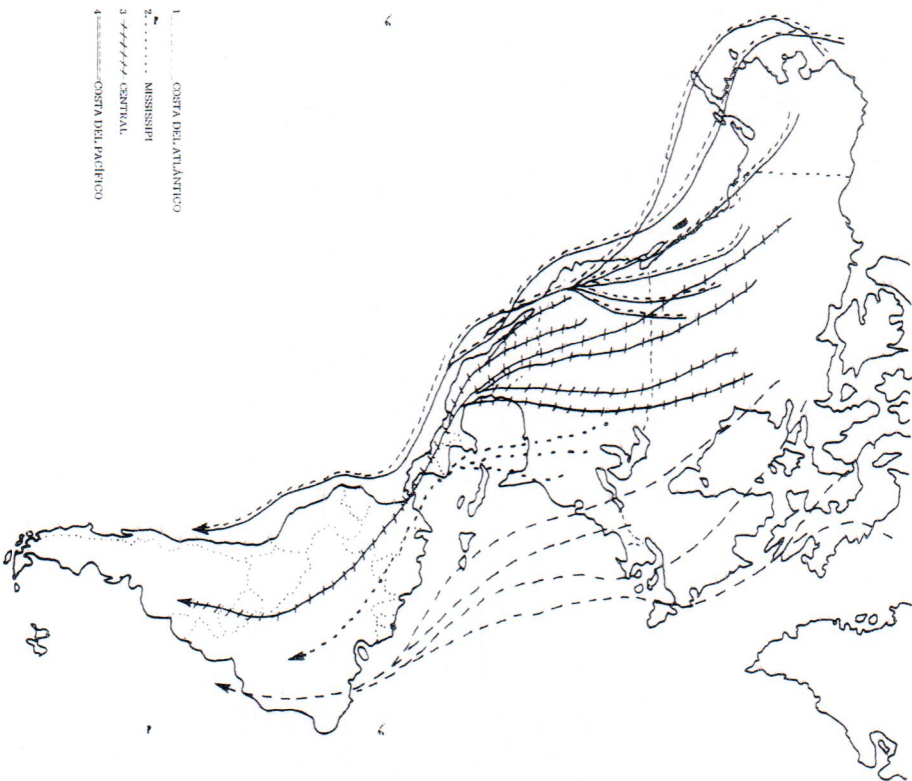 1 COSTA DEL ATLÁNTICO
2 MISSISSIPI
3 CENTRAL
4 COSTA DEL PACÍFICO